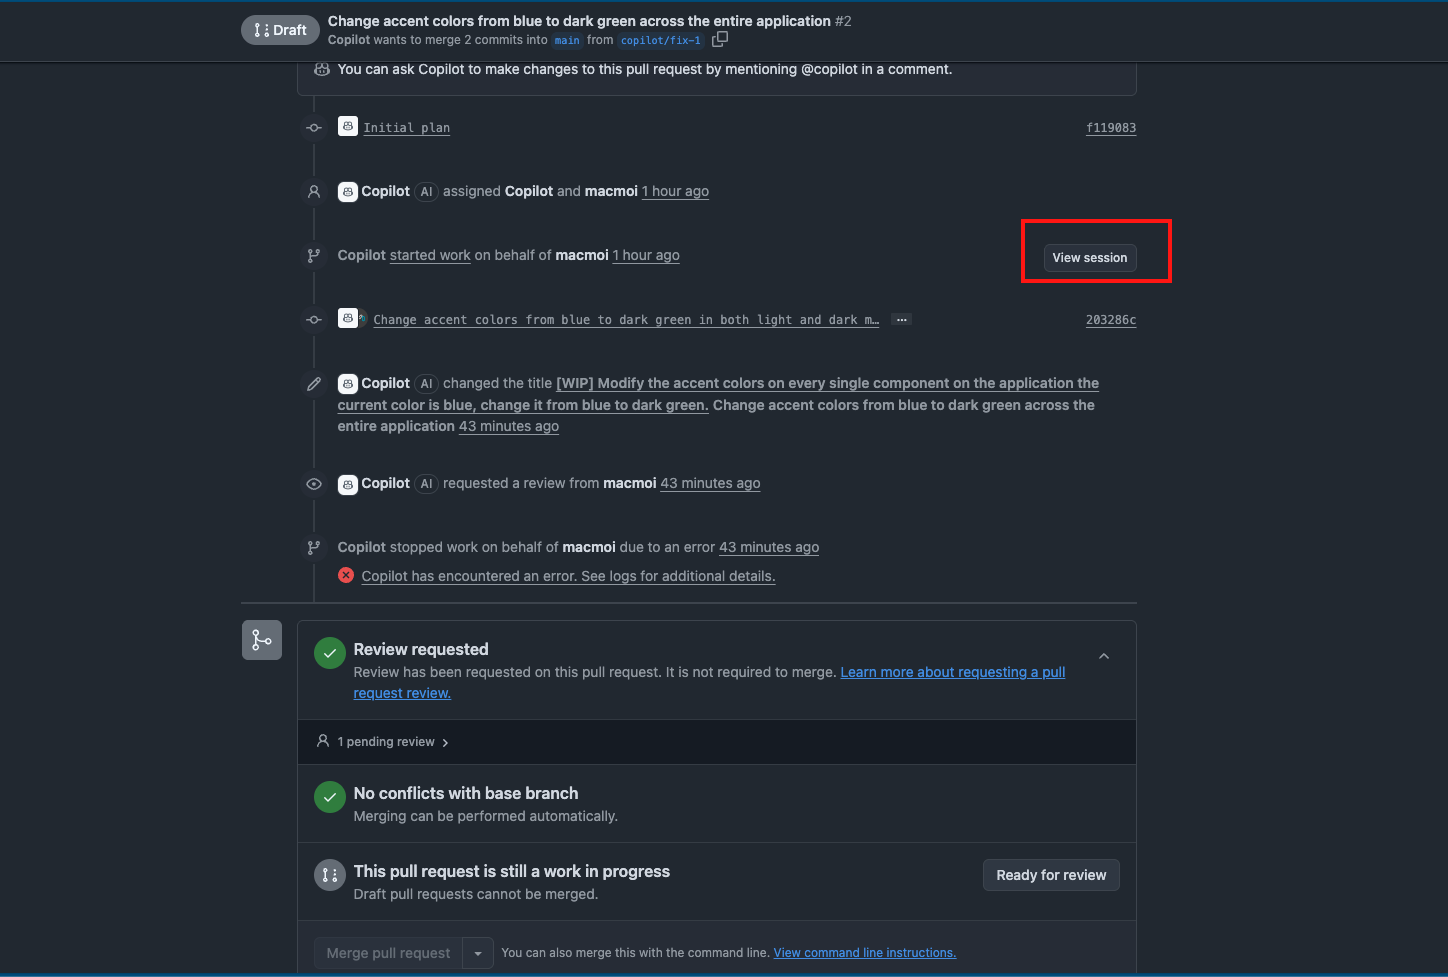 Draft
Change accent colors from blue to dark green across the entire application #2
Copilot wants to merge 2 commits into main from copilot/fix-1
You can ask Copilot to make changes to this pull request by mentioning @copilot in a comment.
Initial plan f119083
Copilot AI assigned Copilot and macmoi 1 hour ago
Copilot started work on behalf of macmoi 1 hour ago View session
Change accent colors from blue to dark green in both light and dark m… ... 203286c
Copilot AI changed the title [WIP] Modify the accent colors on every single component on the application the
current color is blue, change it from blue to dark green. Change accent colors from blue to dark green across the
entire application 43 minutes ago
Copilot AI requested a review from macmoi 43 minutes ago
Copilot stopped work on behalf of macmoi due to an error 43 minutes ago
Copilot has encountered an error. See logs for additional details.
Review requested
Review has been requested on this pull request. It is not required to merge. Learn more about requesting a pull
request review.
1 pending review
No conflicts with base branch
Merging can be performed automatically.
This pull request is still a work in progress
Draft pull requests cannot be merged.
Ready for review
Merge pull request You can also merge this with the command line. View command line instructions.